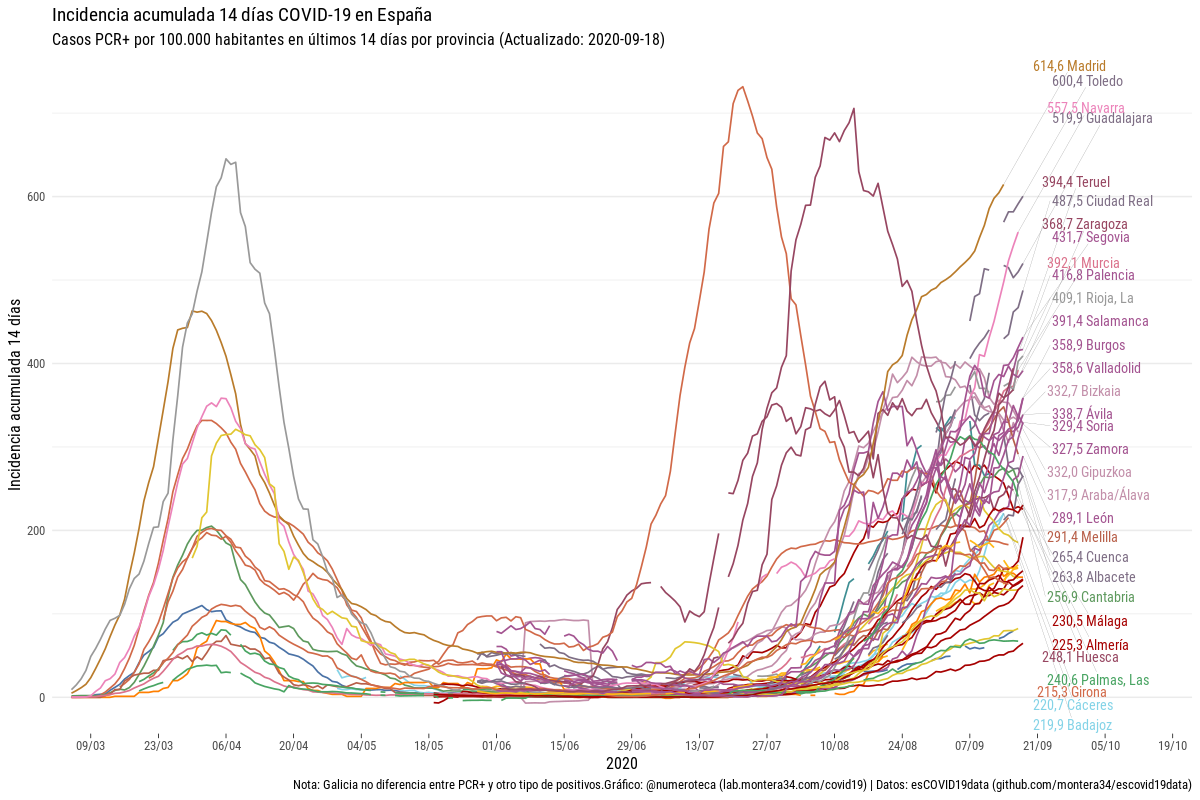 Incidencia acumulada 14 días COVID-19 en España
Casos PCR+ por 100.000 habitantes en últimos 14 días por provincia (Actualizado: 2020-09-18)
Incidencia acumulada 14 días
600
400
200
0
614,6 Madrid
600,4 Toledo
557,5 Navarra
519,9 Guadalajara
394,4 Teruel
487,5 Ciudad Real
368,7 Zaragoza
431,7 Segovia
392,1 Murcia
416,8 Palencia
409,1 Rioja, La
391,4 Salamanca
358,9 Burgos
358,6 Valladolid
332,7 Bizkaia
338,7 Ávila
329,4 Soria
327,5 Zamora
332,0 Gipuzkoa
317,9 Araba/Álava
289,1 León
291,4 Melilla
265,4 Cuenca
263,8 Albacete
256,9 Cantabria
230,5 Málaga
225,3 Almería
248,1 Huesca
240,6 Palmas, Las
215,3 Girona
220,7 Cáceres
219,9 Badajoz
09/03 23/03 06/04 20/04 04/05 18/05 01/06 15/06 29/06 13/07 27/07 10/08 24/08 07/09 21/09 05/10 19/10
2020
Nota: Galicia no diferencia entre PCR+ y otro tipo de positivos.Gráfico: @numeroteca (lab.montera34.com/covid19) | Datos: esCOVID19data (github.com/montera34/escovid19data)